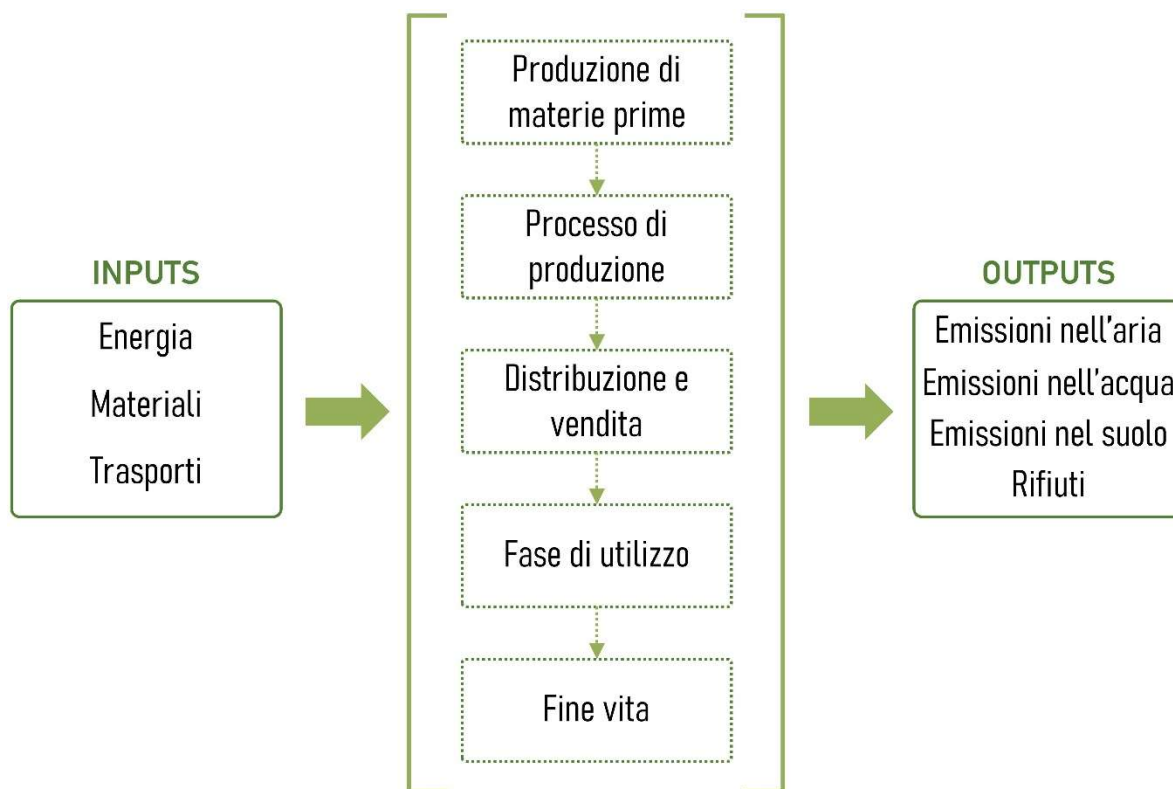 INPUTS
Energia
Materiali
Trasporti
Produzione di
materie prime
Processo di
produzione
Distribuzione e
vendita
Fase di utilizzo
Fine vita
OUTPUTS
Emissioni nell'aria
Emissioni nell'acqua
Emissioni nel suolo
Rifiuti